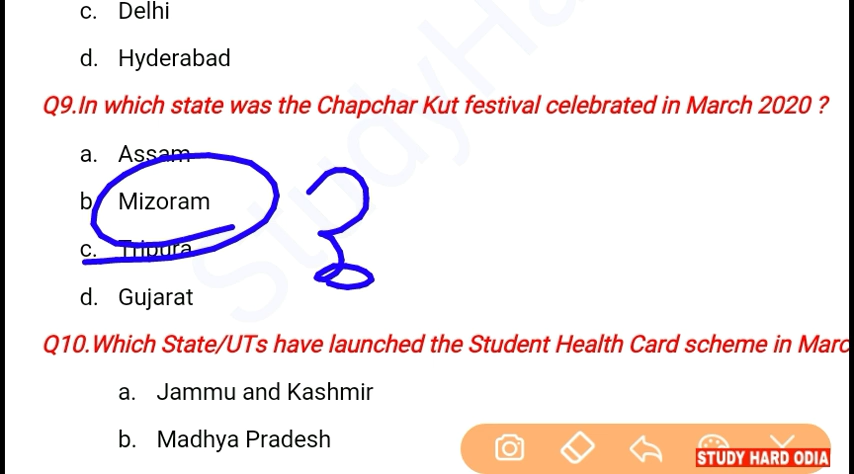 c. Delhi
d. Hyderabad
Q9.In which state was the Chapchar Kut festival celebrated in March 2020 ?
a. Assam
b. Mizoram
c. Tripura
d. Gujarat
Q10.Which State/UTs have launched the Student Health Card scheme in Marc
a. Jammu and Kashmir
b. Madhya Pradesh
STUDY HARD ODIA